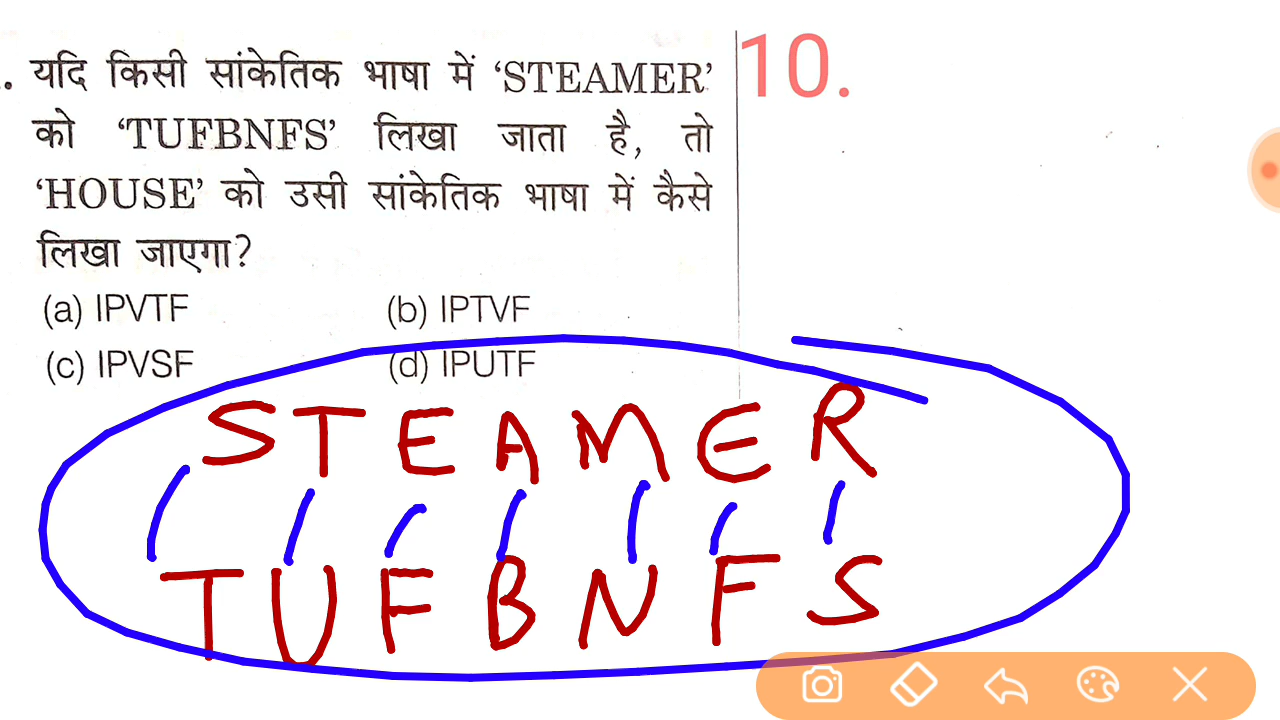 . यदि किसी सांकेतिक भाषा में ‘STEAMER’
को ‘TUFBNFS’ लिखा जाता है, तो
‘HOUSE’ को उसी सांकेतिक भाषा में कैसे
लिखा जाएगा?
(a) IPVTF (b) IPTVF
(c) IPVSF (d) IPUTF
10.
STEAMER
TUFBNFS